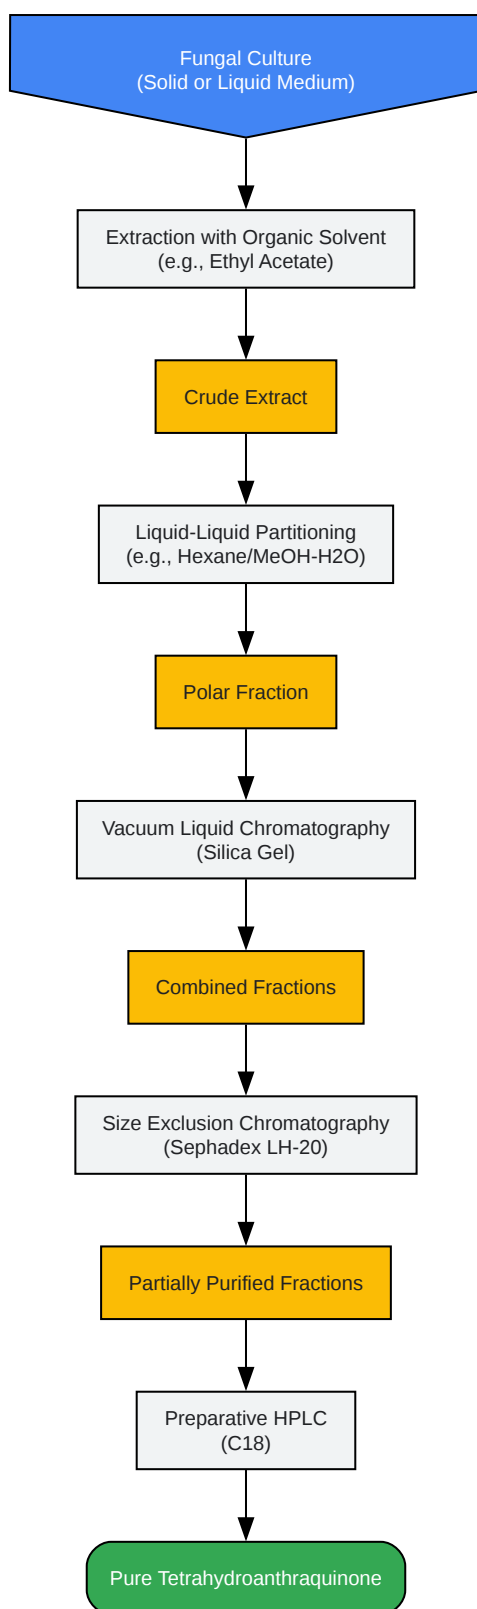 Fungal Culture
(Solid or Liquid Medium)
Extraction with Organic Solvent
(e.g., Ethyl Acetate)
Crude Extract
Liquid-Liquid Partitioning
(e.g., Hexane/MeOH-H2O)
Polar Fraction
Vacuum Liquid Chromatography
(Silica Gel)
Combined Fractions
Size Exclusion Chromatography
(Sephadex LH-20)
Partially Purified Fractions
Preparative HPLC
(C18)
Pure Tetrahydroanthraquinone